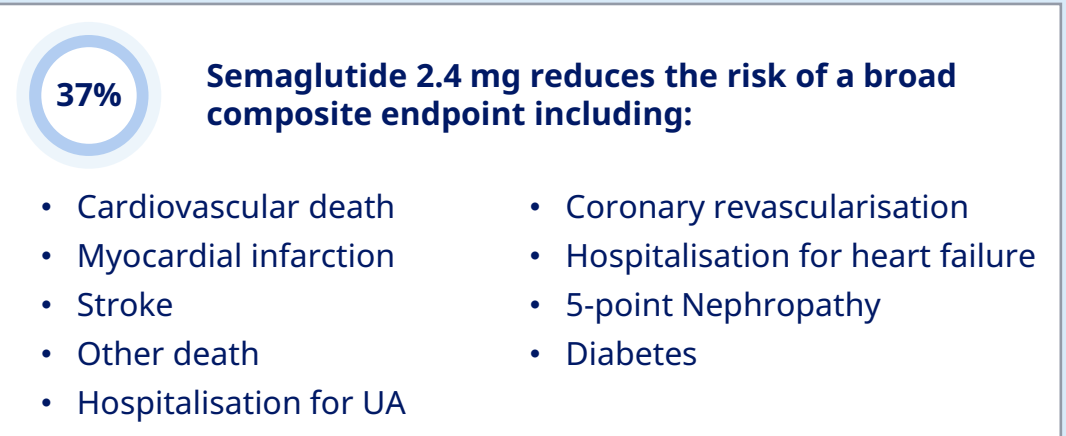 37%
Semaglutide 2.4 mg reduces the risk of a broad
composite endpoint including:
• Cardiovascular death
• Myocardial infarction
• Stroke
• Other death
• Hospitalisation for UA
• Coronary revascularisation
• Hospitalisation for heart failure
• 5-point Nephropathy
• Diabetes